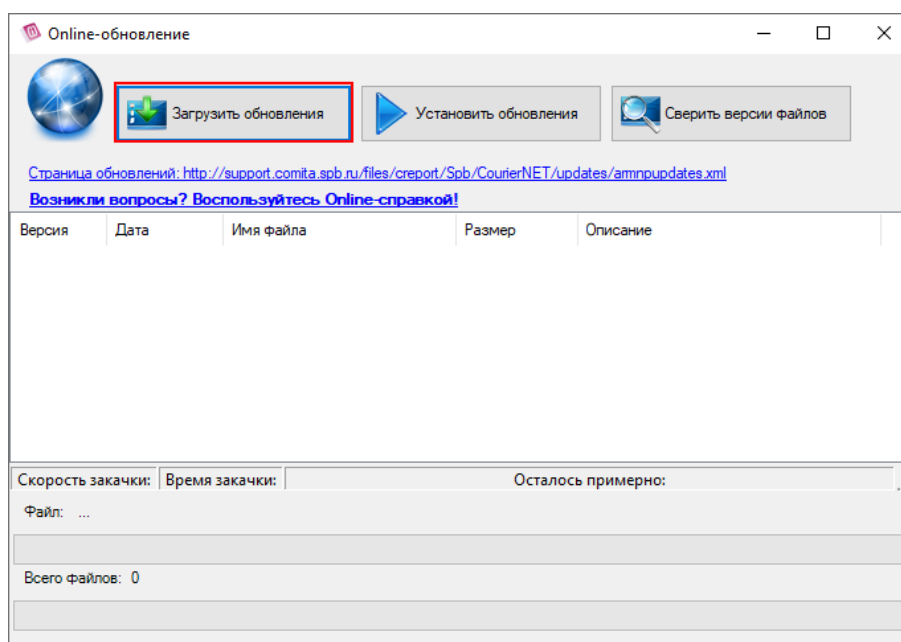 Online-обновление
Загрузить обновления Установить обновления Сверить версии файлов
Страница обновлений: http://support.comita.spb.ru/files/creport/Spb/CourierNET/updates/armnpupdates.xml
Возникли вопросы? Воспользуйтесь Online-справкой!
Версия Дата Имя файла Размер Описание
Скорость закачки: Время закачки: Осталось примерно:
Файл: ...
Всего файлов: 0